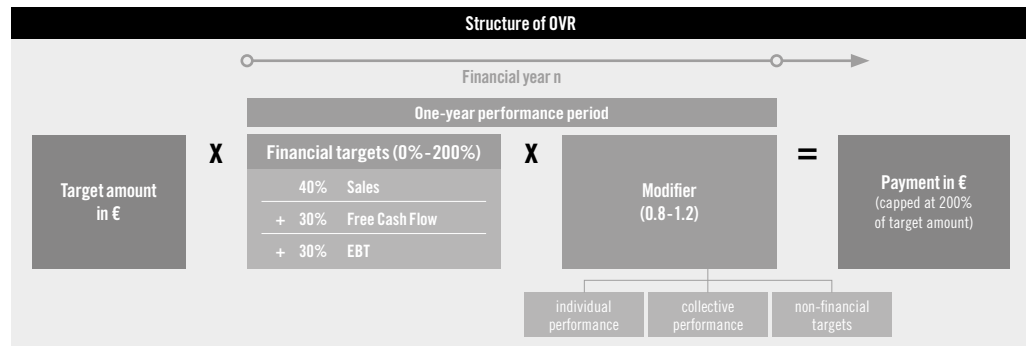 Structure of OVR
Financial year n
One-year performance period
Target amount
in €
X
Financial targets (0%-200%)
40% Sales
+ 30% Free Cash Flow
+ 30% EBT
X
Modifier
(0.8-1.2)
=
Payment in €
(capped at 200%
of target amount)
individual
performance
collective
performance
non-financial
targets